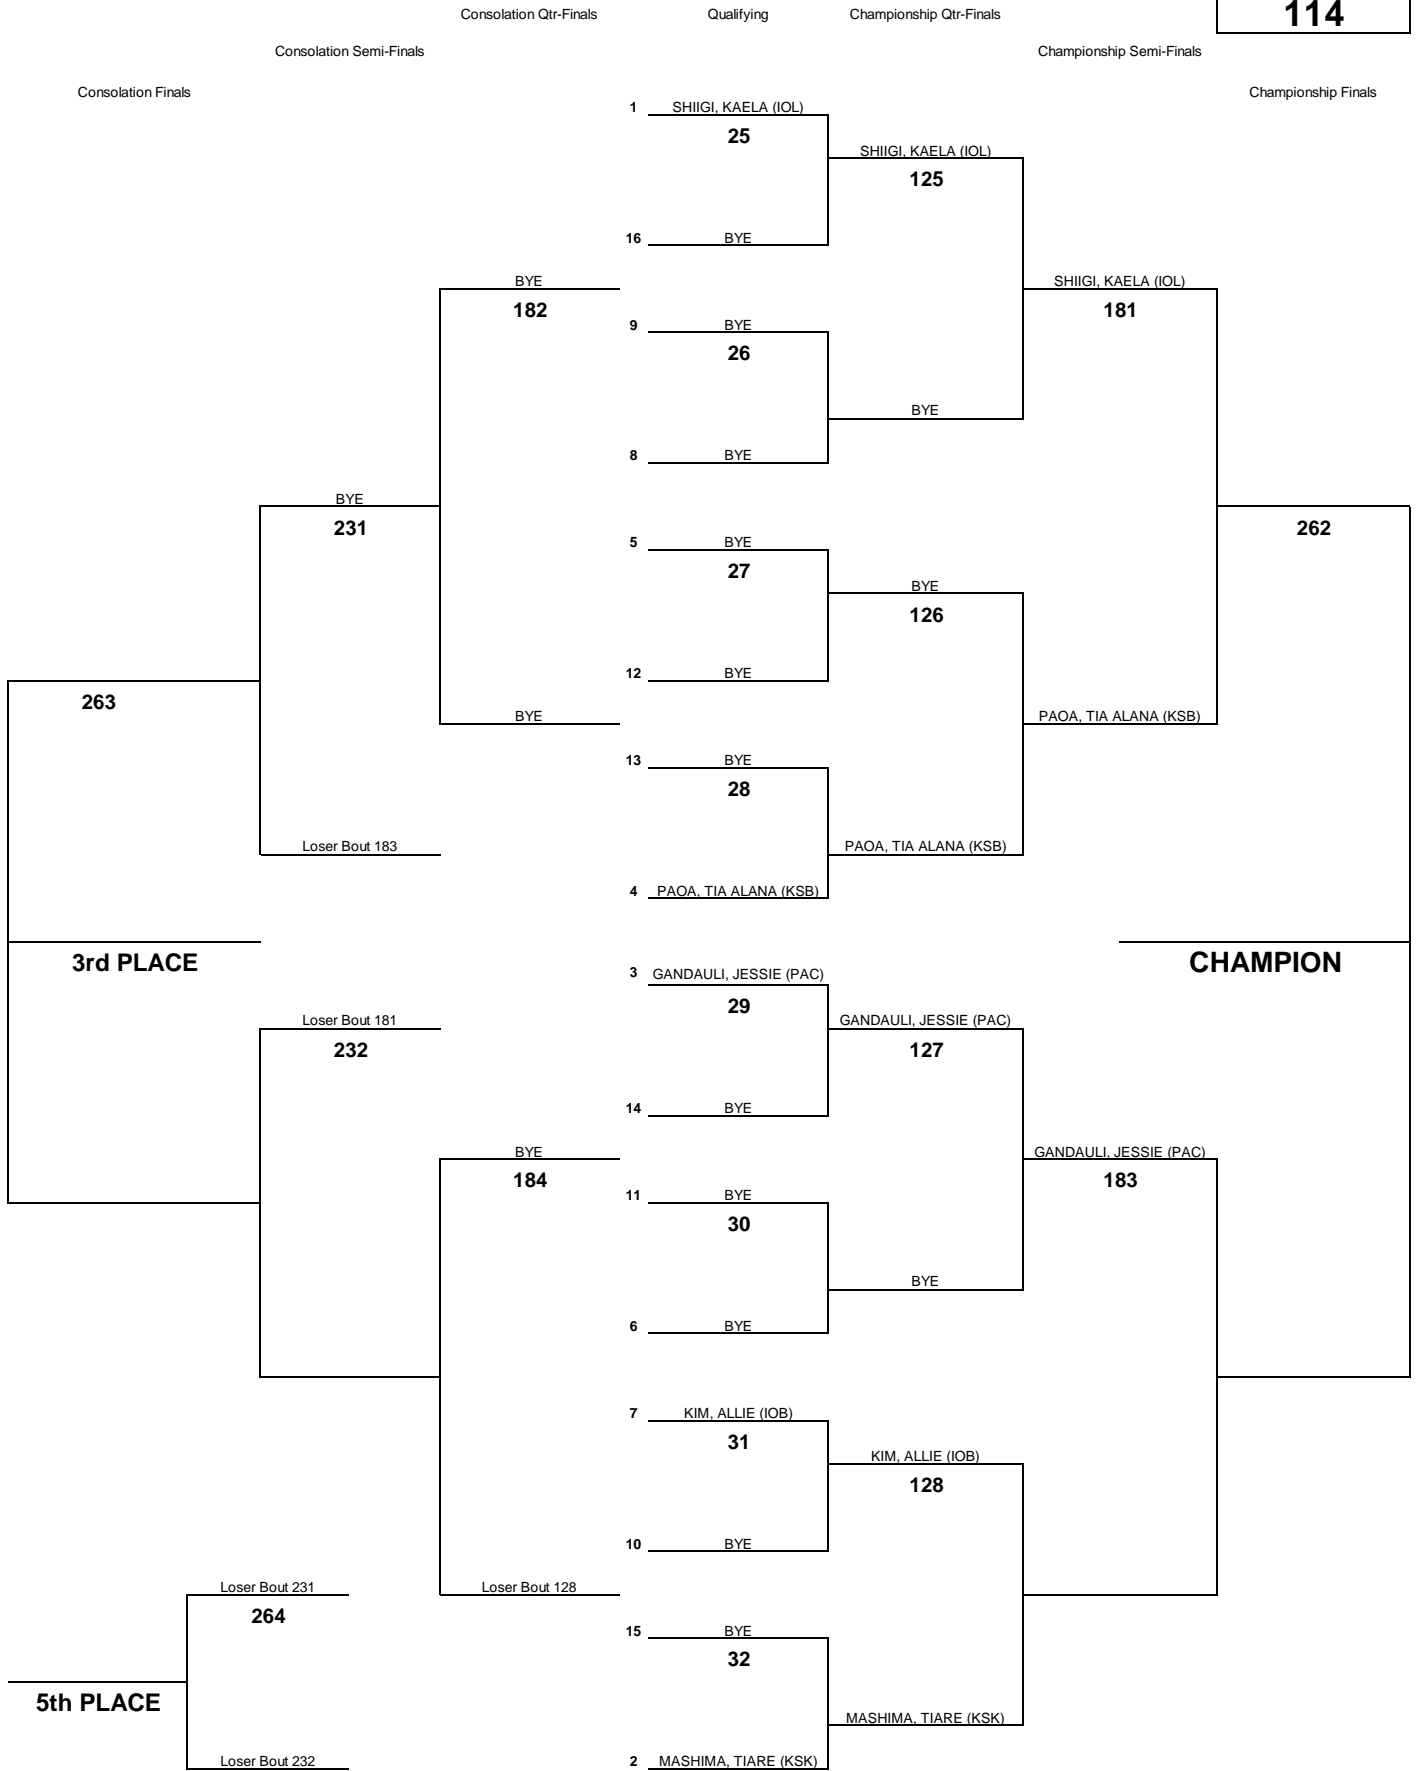 Consolation Qtr-Finals Qualifying Championship Qtr-Finals 114
Consolation Semi-Finals Championship Semi-Finals
Consolation Finals Championship Finals
1 SHIIGI, KAELA (IOL)
25
SHIIGI, KAELA (IOL)
125
16 BYE
BYE SHIIGI, KAELA (IOL)
182 181
9 BYE
26
BYE
8 BYE
BYE
231 262
5 BYE
27
BYE
126
12 BYE
263
BYE PAOA, TIA ALANA (KSB)
13 BYE
28
Loser Bout 183 PAOA, TIA ALANA (KSB)
4 PAOA, TIA ALANA (KSB)
3rd PLACE CHAMPION
3 GANDAULI, JESSIE (PAC)
29
Loser Bout 181 GANDAULI, JESSIE (PAC)
232 127
14 BYE
BYE GANDAULI, JESSIE (PAC)
184 183
11 BYE
30
BYE
6 BYE
7 KIM, ALLIE (IOB)
31
KIM, ALLIE (IOB)
128
10 BYE
Loser Bout 231 Loser Bout 128
264
15 BYE
32
5th PLACE
MASHIMA, TIARE (KSK)
Loser Bout 232 2 MASHIMA, TIARE (KSK)